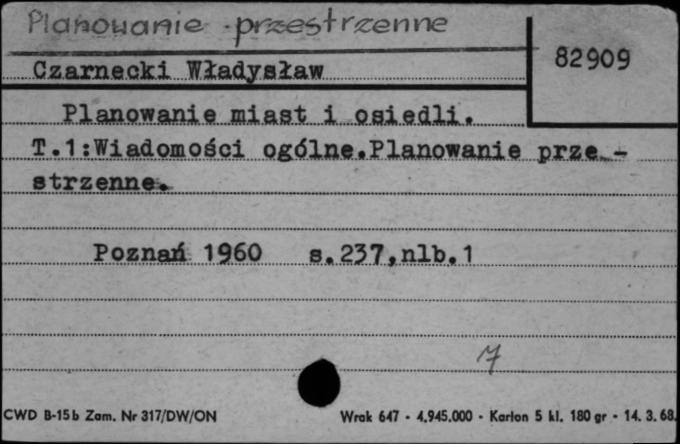 Planowanie przestrzenne
82909
Czarnecki Władysław
Planowanie miast i osiedli.
T.1:Wiadomości ogólne.Planowanie prze-
strzenne.
Poznań 1960 s.237,nlb.1
CWD B-15b Zam. Nr 317/DW/ON Wrak 647 - 4.945.000 - Karton 5 kl. 180 gr - 14. 3. 68.